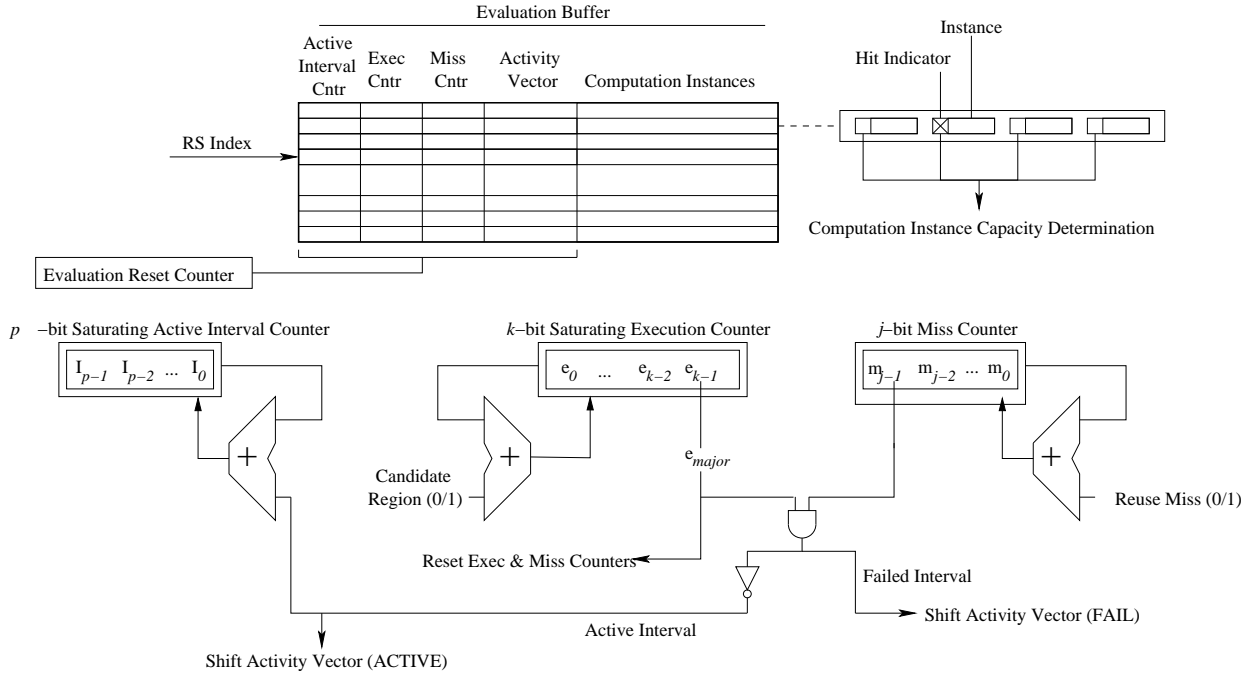 Evaluation Buffer
Instance
Active
Interval
Cntr
Exec
Cntr
Miss
Cntr
Activity
Vector
Computation Instances
Hit Indicator
RS Index
Computation Instance Capacity Determination
Evaluation Reset Counter
p −bit Saturating Active Interval Counter
k−bit Saturating Execution Counter
j−bit Miss Counter
I_{p−1} I_{p−2} ... I_0
e_0 ... e_{k−2} e_{k−1}
m_{j−1} m_{j−2} ... m_0
+
+
+
e_{major}
Candidate
Region (0/1)
Reuse Miss (0/1)
Reset Exec & Miss Counters
Failed Interval
Shift Activity Vector (FAIL)
Active Interval
Shift Activity Vector (ACTIVE)